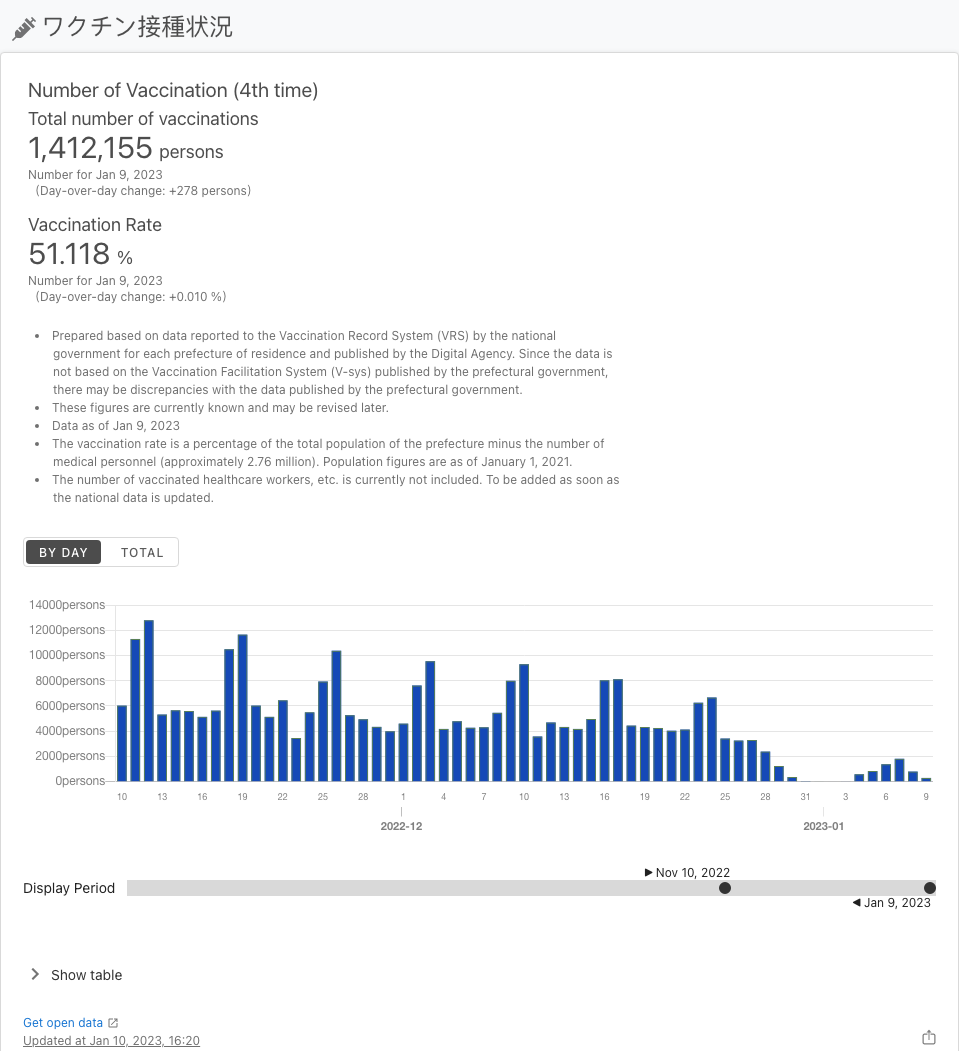 ワクチン接種状況
Number of Vaccination (4th time)
Total number of vaccinations
1,412,155 persons
Number for Jan 9, 2023
(Day-over-day change: +278 persons)
Vaccination Rate
51.118 %
Number for Jan 9, 2023
(Day-over-day change: +0.010 %)
• Prepared based on data reported to the Vaccination Record System (VRS) by the national
government for each prefecture of residence and published by the Digital Agency. Since the data is
not based on the Vaccination Facilitation System (V-sys) published by the prefectural government,
there may be discrepancies with the data published by the prefectural government.
• These figures are currently known and may be revised later.
• Data as of Jan 9, 2023
• The vaccination rate is a percentage of the total population of the prefecture minus the number of
medical personnel (approximately 2.76 million). Population figures are as of January 1, 2021.
• The number of vaccinated healthcare workers, etc. is currently not included. To be added as soon as
the national data is updated.
BY DAY TOTAL
14000persons
12000persons
10000persons
8000persons
6000persons
4000persons
2000persons
0persons
10 13 16 19 22 25 28 1 4 7 10 13 16 19 22 25 28 31 3 6 9
2022-12 2023-01
Nov 10, 2022
Display Period
Jan 9, 2023
Show table
Get open data
Updated at Jan 10, 2023, 16:20